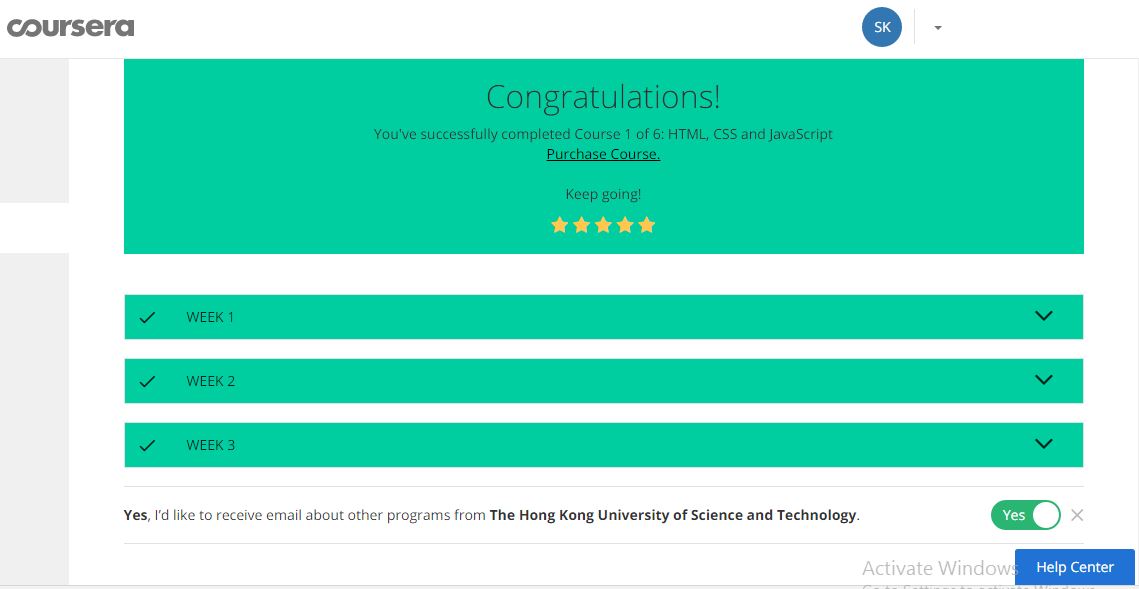 coursera
SK
Congratulations!
You've successfully completed Course 1 of 6: HTML, CSS and JavaScript
Purchase Course.
Keep going!
WEEK 1
WEEK 2
WEEK 3
Yes, I'd like to receive email about other programs from The Hong Kong University of Science and Technology.
Yes
Activate Windows
Help Center